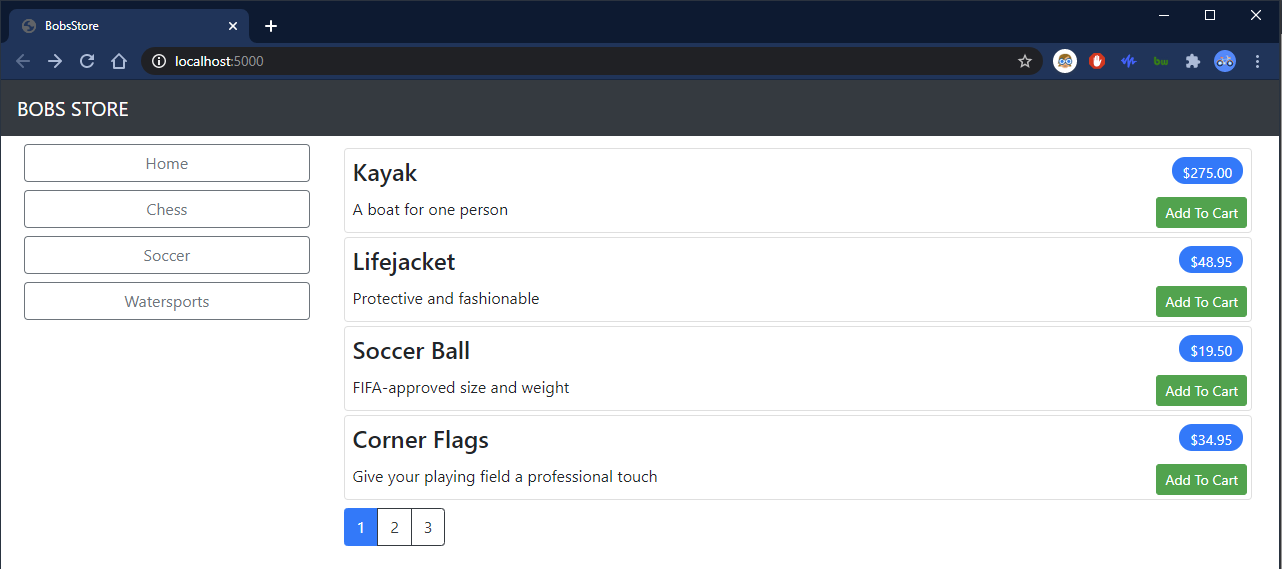 BobsStore
localhost:5000
bw
BOBS STORE
Home
Chess
Soccer
Watersports
Kayak
$275.00
A boat for one person
Add To Cart
Lifejacket
$48.95
Protective and fashionable
Add To Cart
Soccer Ball
$19.50
FIFA-approved size and weight
Add To Cart
Corner Flags
$34.95
Give your playing field a professional touch
Add To Cart
1 2 3